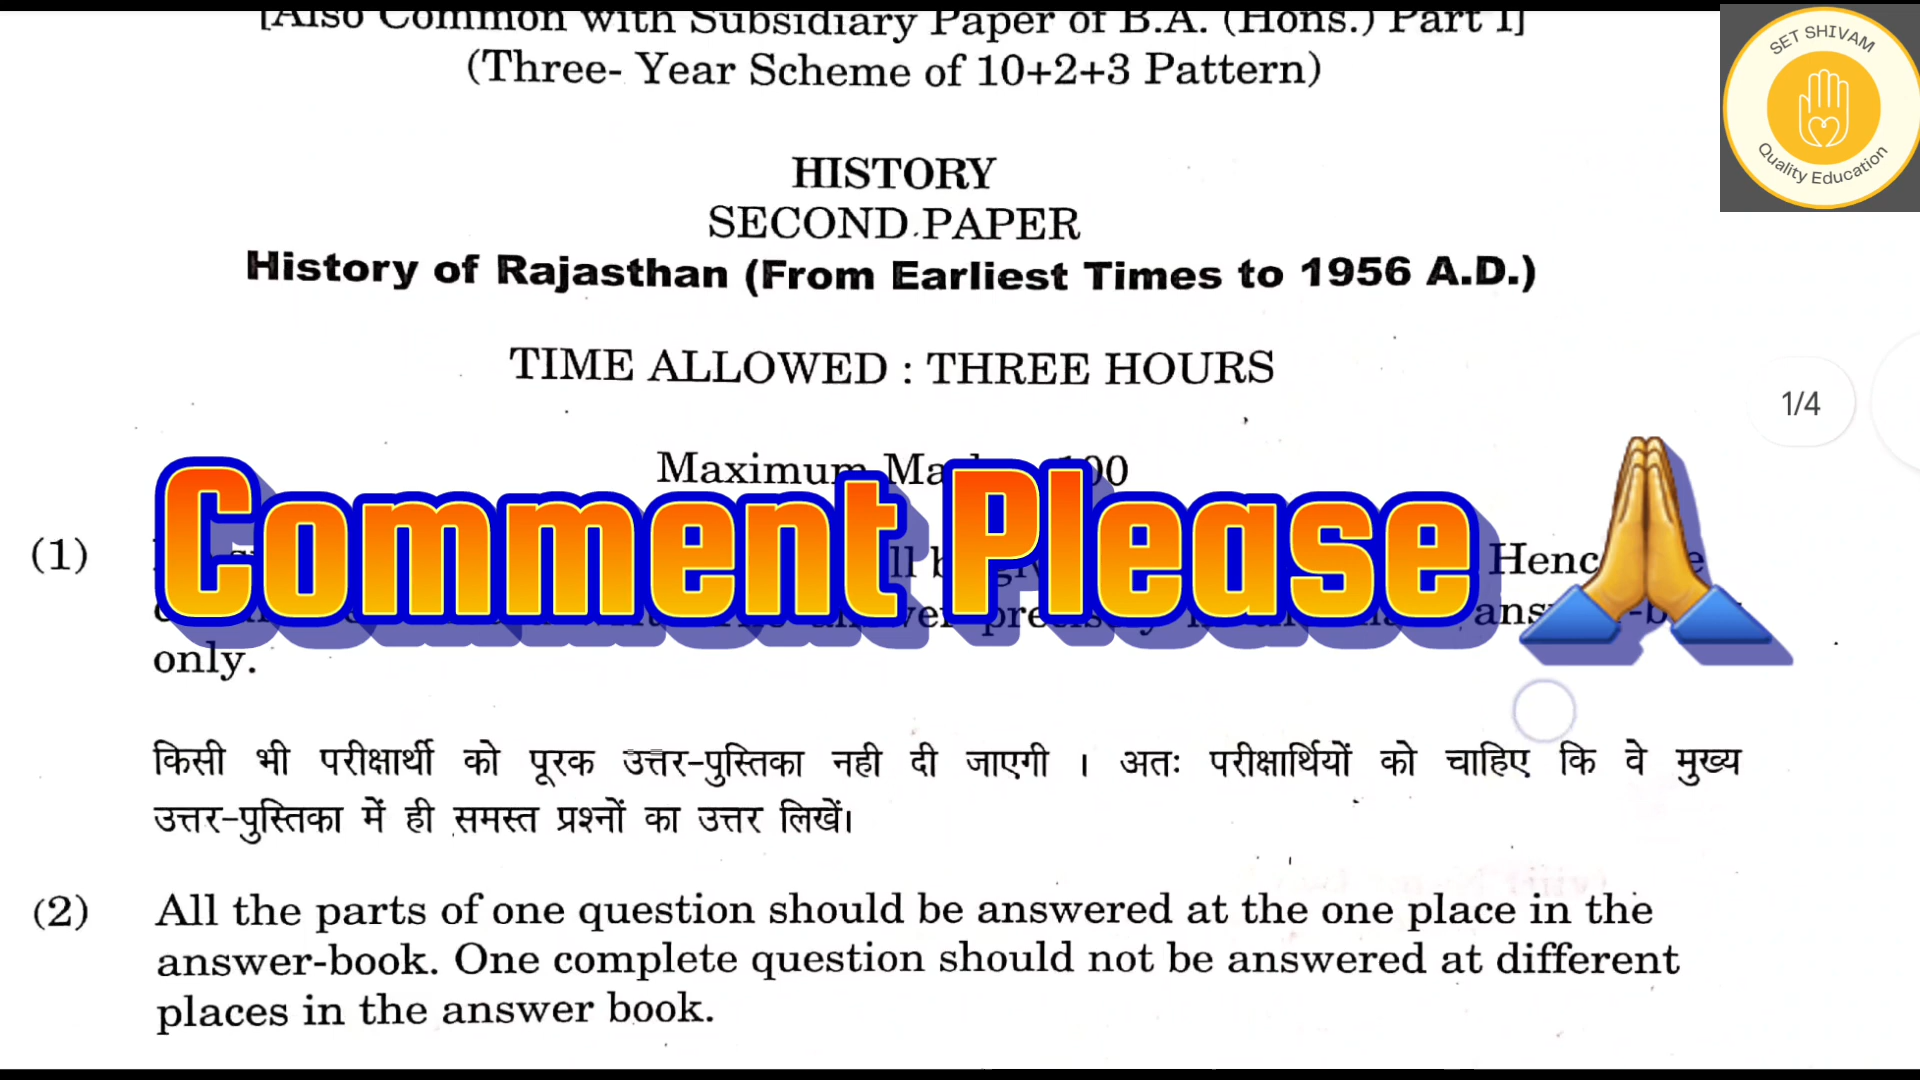 [Also Common with Subsidiary Paper of B.A. (Hons.) Part I]
(Three- Year Scheme of 10+2+3 Pattern)
SET SHIVAM
Quality Education
HISTORY
SECOND PAPER
History of Rajasthan (From Earliest Times to 1956 A.D.)
TIME ALLOWED : THREE HOURS
1/4
Maximum
Comment Please 🙏
(1)
only.
किसी भी परीक्षार्थी को पूरक उत्तर-पुस्तिका नही दी जाएगी । अतः परीक्षार्थियों को चाहिए कि वे मुख्य
उत्तर-पुस्तिका में ही समस्त प्रश्नों का उत्तर लिखें।
(2) All the parts of one question should be answered at the one place in the
answer-book. One complete question should not be answered at different
places in the answer book.